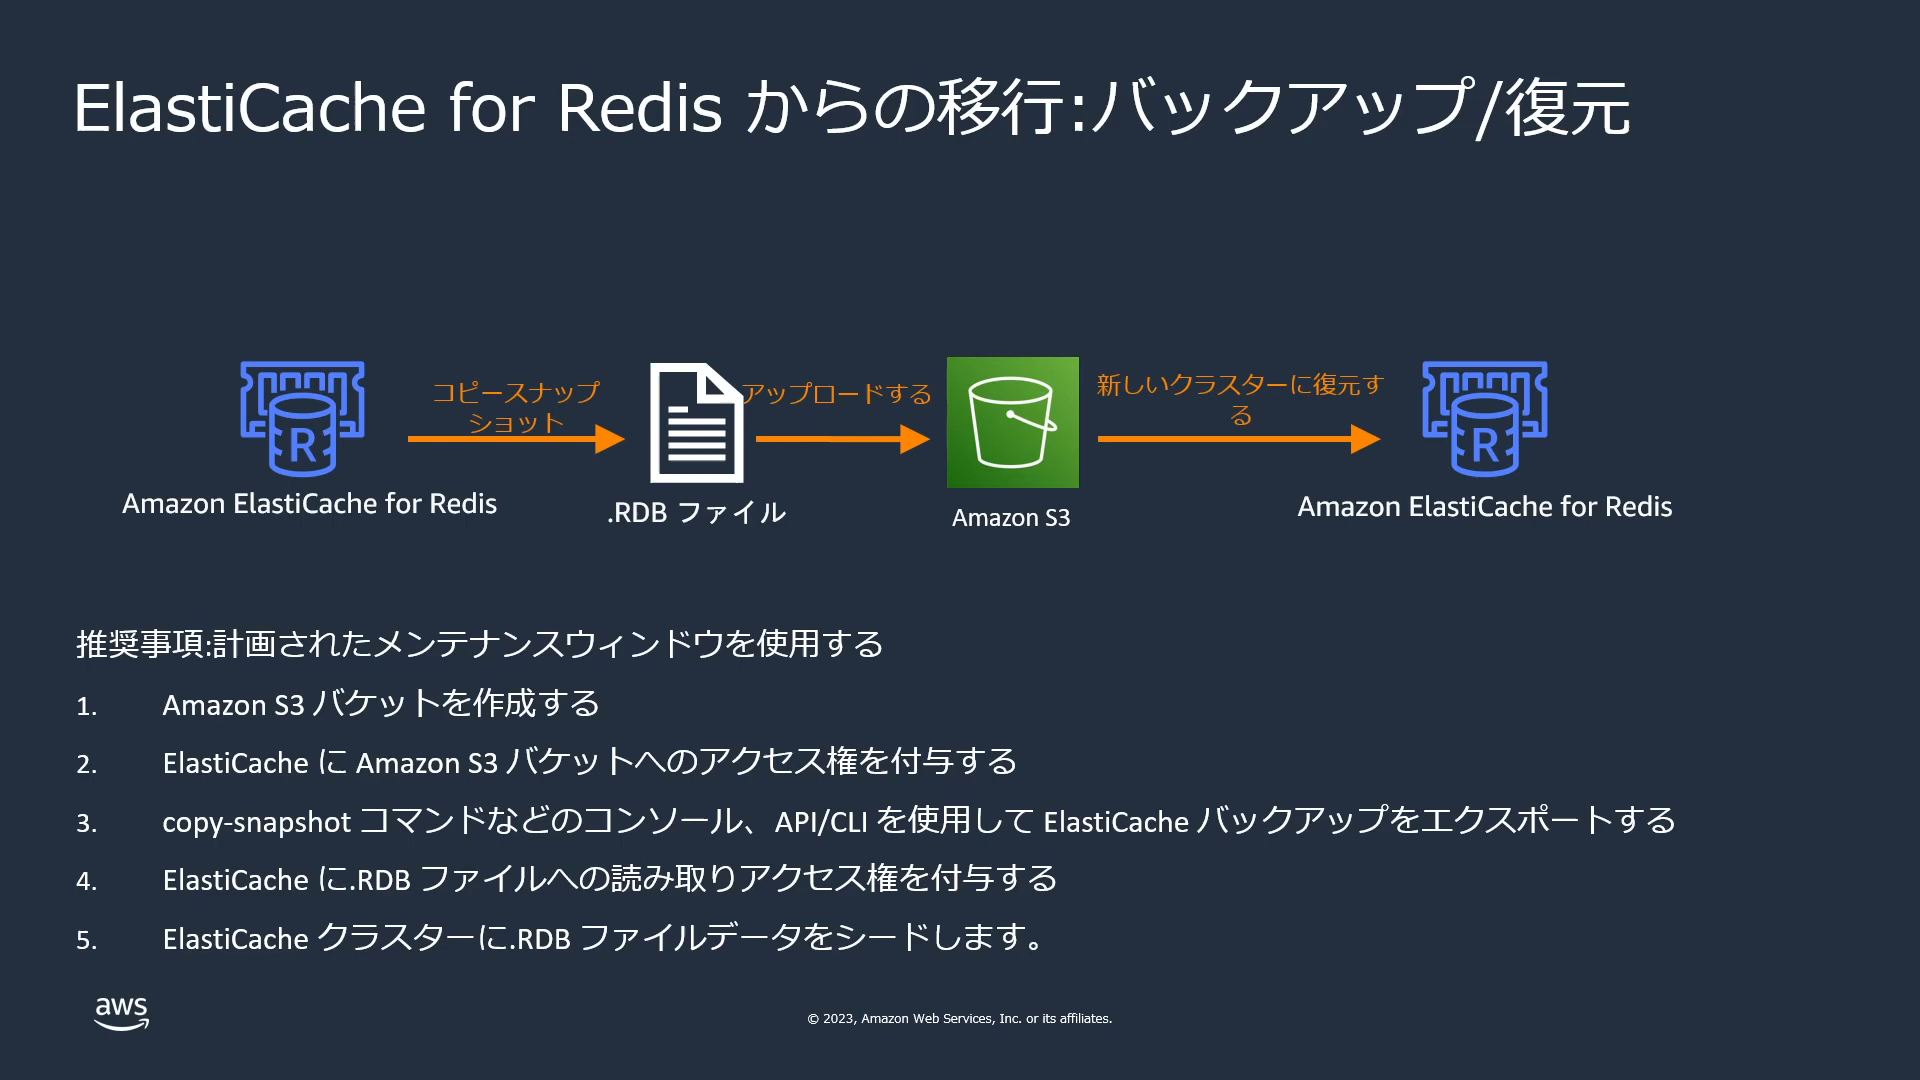 ElastiCache for Redis からの移行:バックアップ/復元
コピースナップ
ショット
アップロードする
新しいクラスターに復元す
る
R
R
Amazon ElastiCache for Redis
.RDB ファイル
Amazon S3
Amazon ElastiCache for Redis
推奨事項:計画されたメンテナンスウィンドウを使用する
1. Amazon S3 バケットを作成する
2. ElastiCache に Amazon S3 バケットへのアクセス権を付与する
3. copy-snapshot コマンドなどのコンソール、API/CLI を使用して ElastiCache バックアップをエクスポートする
4. ElastiCache に.RDB ファイルへの読み取りアクセス権を付与する
5. ElastiCache クラスターに.RDB ファイルデータをシードします。
aws
© 2023, Amazon Web Services, Inc. or its affiliates.